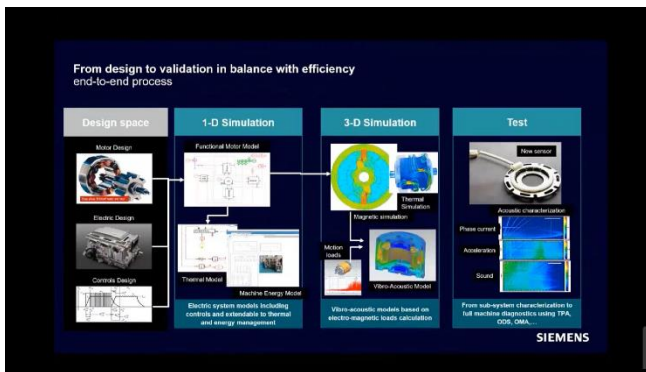 From design to validation in balance with efficiency
end-to-end process
Design space
Motor Design
Electric Design
Controls Design
1-D Simulation
Functional Motor Model
Thermal Model
Machine Energy Model
Electric system models including
controls and extendable to thermal
and energy management
3-D Simulation
Thermal
Simulation
Magnetic simulation
Motion
loads
Vibro-Acoustic Model
Vibro-acoustic models based on
electro-magnetic loads calculation
Test
New sensor
Acoustic characterization
Phase current
Acceleration
Sound
From sub-system characterization to
full machine diagnostics using TPA,
ODS, OMA,...
SIEMENS